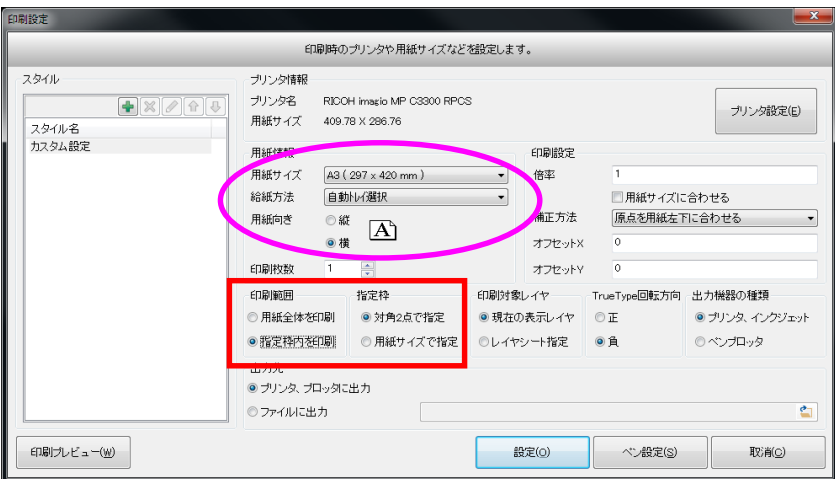 印刷設定
印刷時のプリンタや用紙サイズなどを設定します。
スタイル
スタイル名
カスタム設定
プリンタ情報
プリンタ名 RICOH imagio MP C3300 RPCS
用紙サイズ 409.78 X 286.76
プリンタ設定(E)
用紙情報
用紙サイズ A3 ( 297 x 420 mm )
給紙方法 自動トレイ選択
用紙向き 縦
横
A
印刷枚数 1
印刷設定
倍率 1
用紙サイズに合わせる
補正方法 原点を用紙左下に合わせる
オフセットX 0
オフセットY 0
印刷範囲
用紙全体を印刷
指定枠内を印刷
指定枠
対角2点で指定
用紙サイズで指定
印刷対象レイヤ
現在の表示レイヤ
レイヤシート指定
TrueType回転方向
正
負
出力機器の種類
プリンタ、インクジェット
ペンプロッタ
出力先
プリンタ、プロッタに出力
ファイルに出力
印刷プレビュー(W)
設定(O)
ペン設定(S)
取消(C)